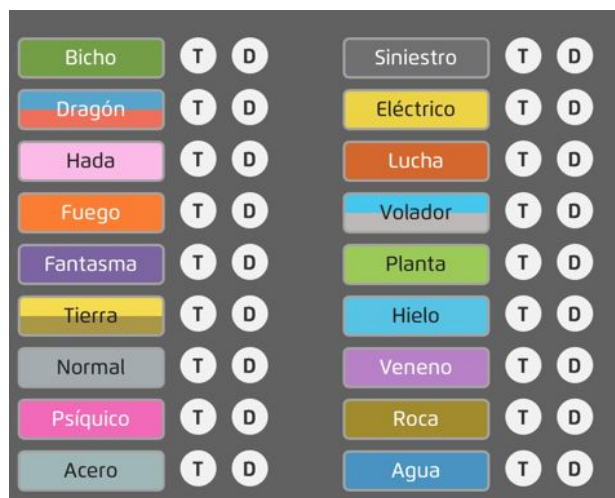 Bicho T D Siniestro T D
Dragón T D Eléctrico T D
Hada T D Lucha T D
Fuego T D Volador T D
Fantasma T D Planta T D
Tierra T D Hielo T D
Normal T D Veneno T D
Psíquico T D Roca T D
Acero T D Agua T D